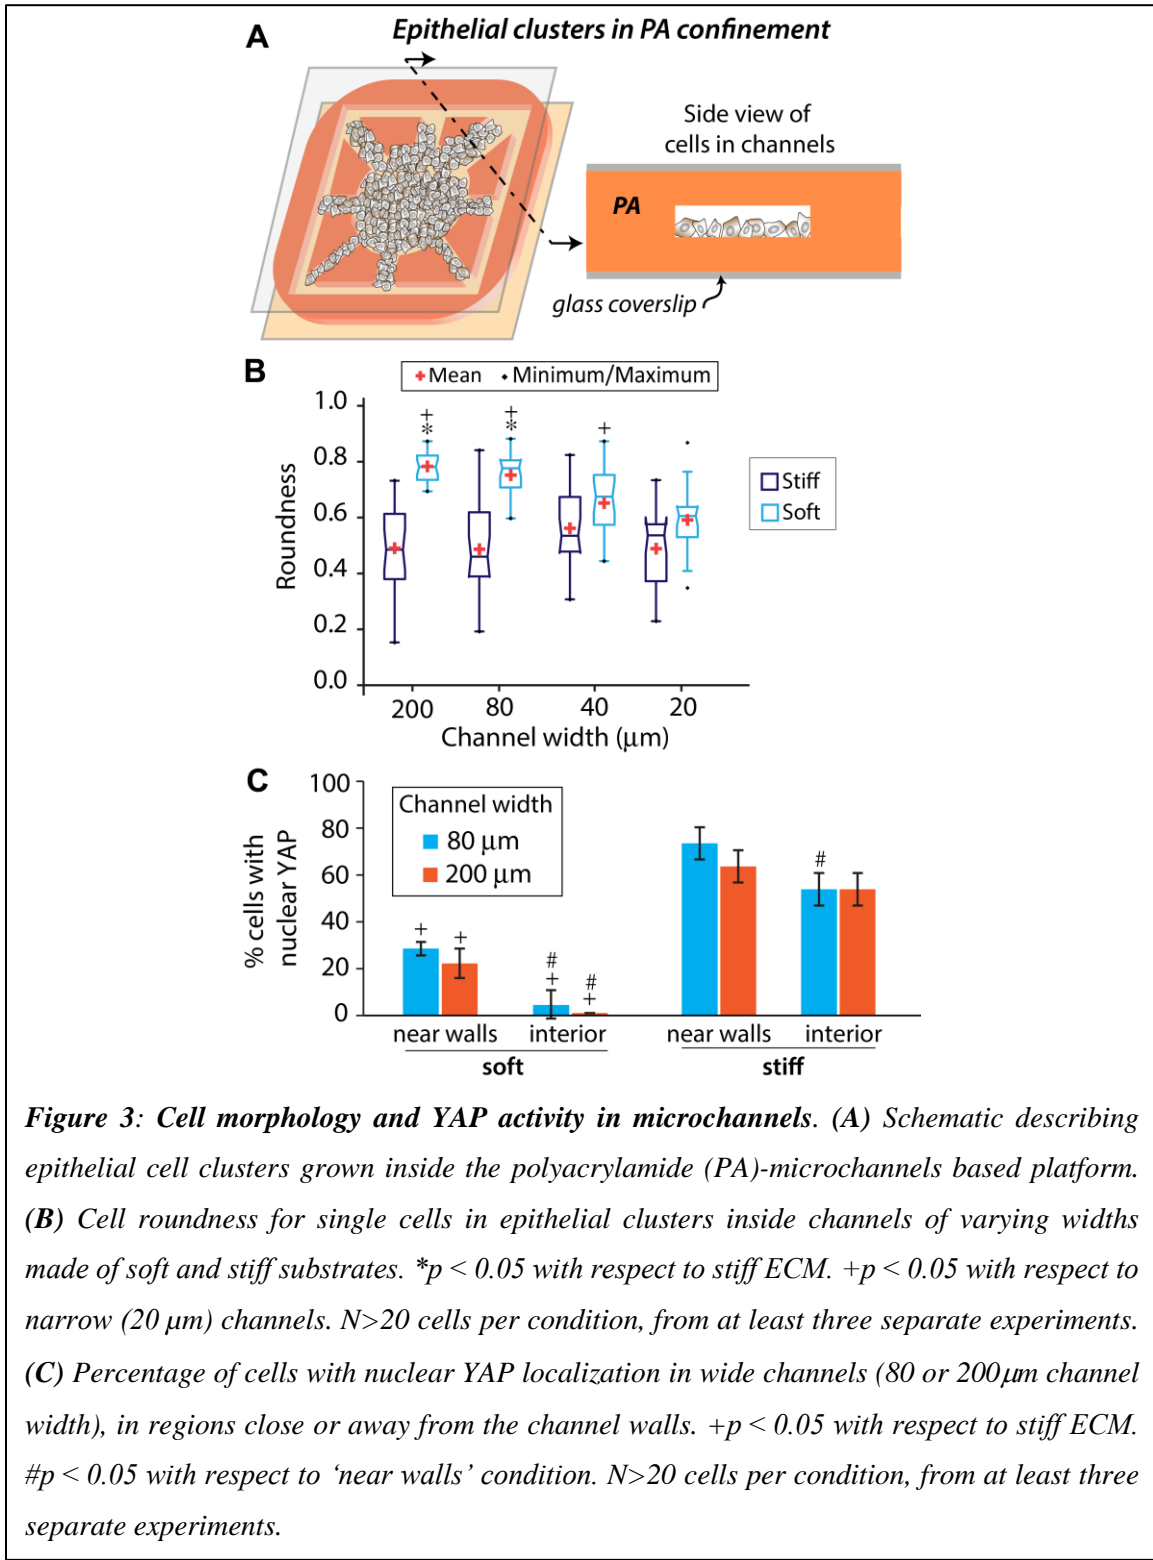 A
Epithelial clusters in PA confinement
Side view of
cells in channels
PA
glass coverslip
B
+ Mean • Minimum/Maximum
1.0
0.8
0.6
0.4
0.2
0.0
Roundness
+
*
+
*
+
Stiff
Soft
200 80 40 20
Channel width (μm)
C
100
80
60
40
20
0
% cells with
nuclear YAP
Channel width
80 μm
200 μm
+ +
# #
+ +
#
near walls interior near walls interior
soft stiff
Figure 3: Cell morphology and YAP activity in microchannels. (A) Schematic describing
epithelial cell clusters grown inside the polyacrylamide (PA)-microchannels based platform.
(B) Cell roundness for single cells in epithelial clusters inside channels of varying widths
made of soft and stiff substrates. *p < 0.05 with respect to stiff ECM. +p < 0.05 with respect to
narrow (20 μm) channels. N>20 cells per condition, from at least three separate experiments.
(C) Percentage of cells with nuclear YAP localization in wide channels (80 or 200μm channel
width), in regions close or away from the channel walls. +p < 0.05 with respect to stiff ECM.
#p < 0.05 with respect to ‘near walls’ condition. N>20 cells per condition, from at least three
separate experiments.